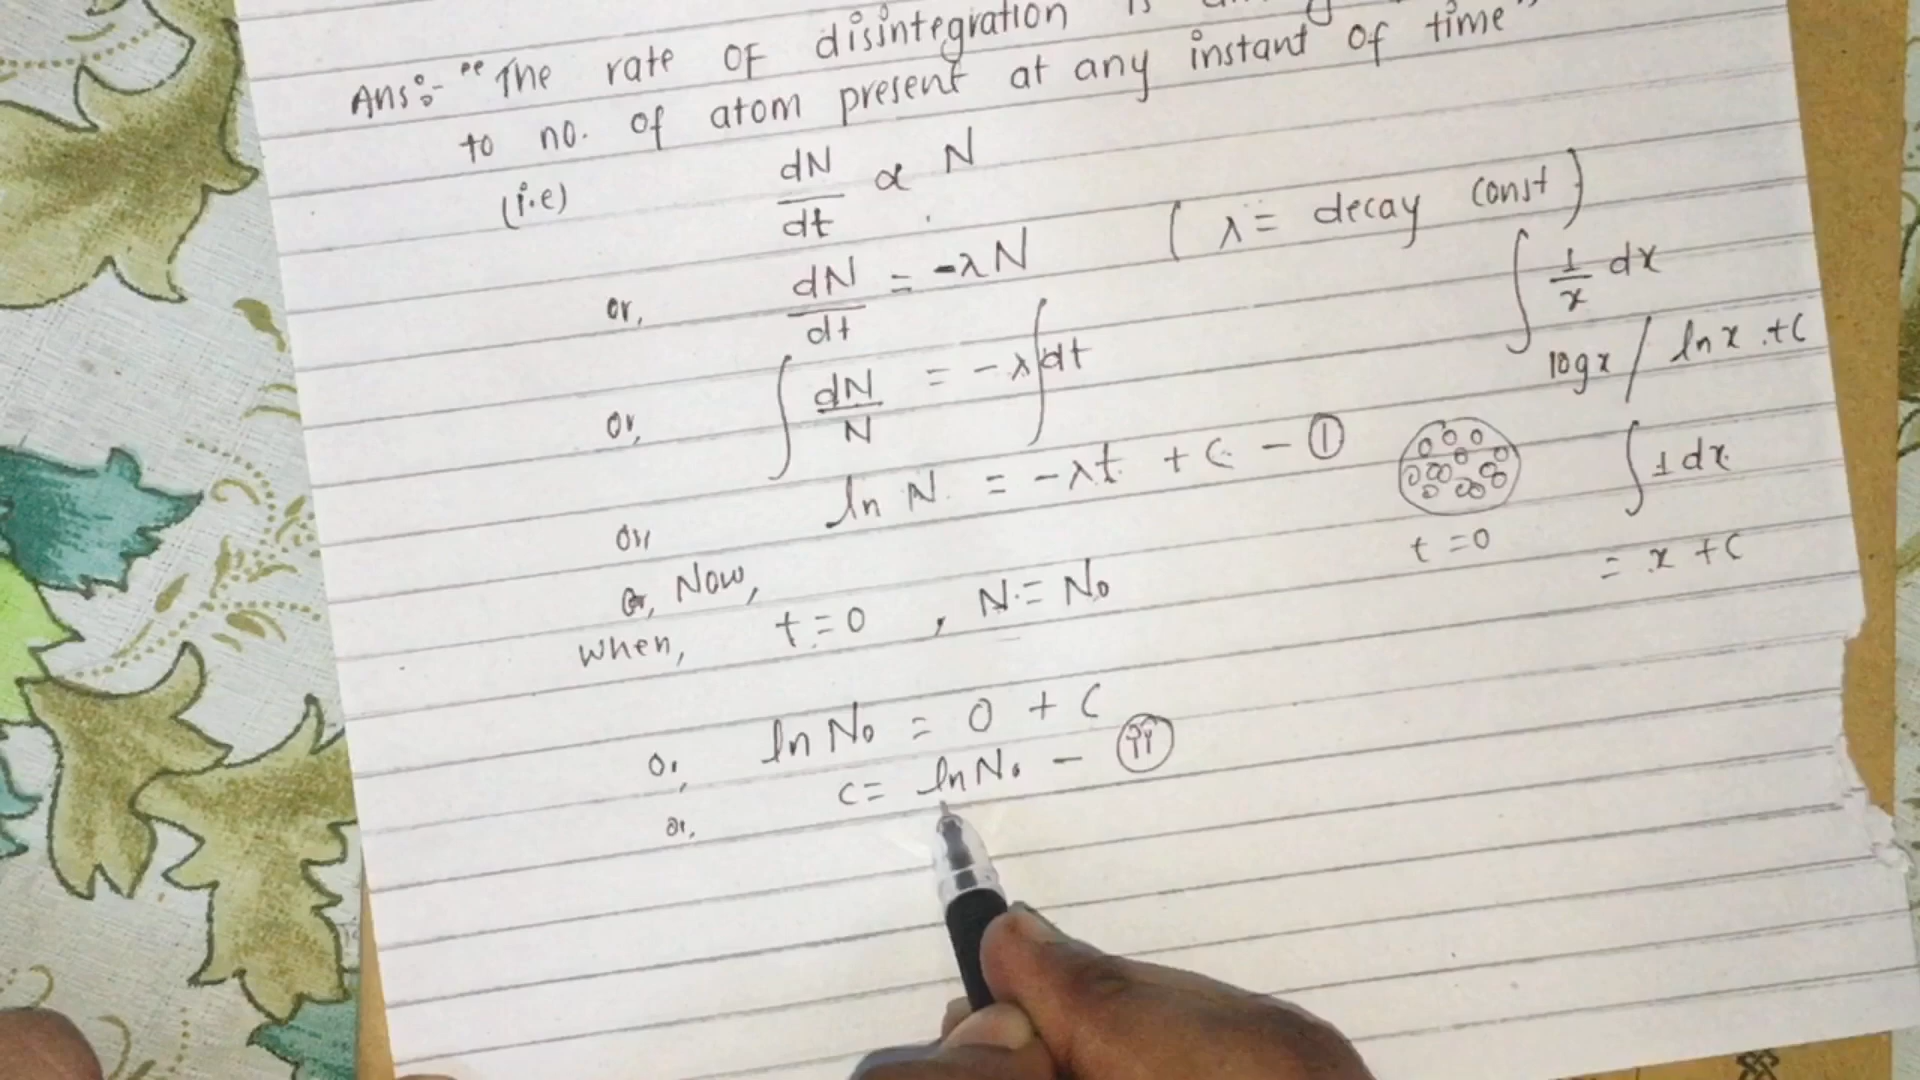 Ans:- "The rate of disintegration is
to no. of atom present at any instant of time"
(i.e) dN/dt ∝ N
or, dN/dt = -λN ( λ = decay const )
or, ∫ dN/N = -λ∫dt
or, ln N = -λt + C - ①
or, Now,
when, t = 0 , N = N₀
or, ln N₀ = 0 + C
or, C = ln N₀ - ⓘⓘ
∫ 1/x dx
log x / ln x + C
∫ 1 dx
= x + C
t = 0